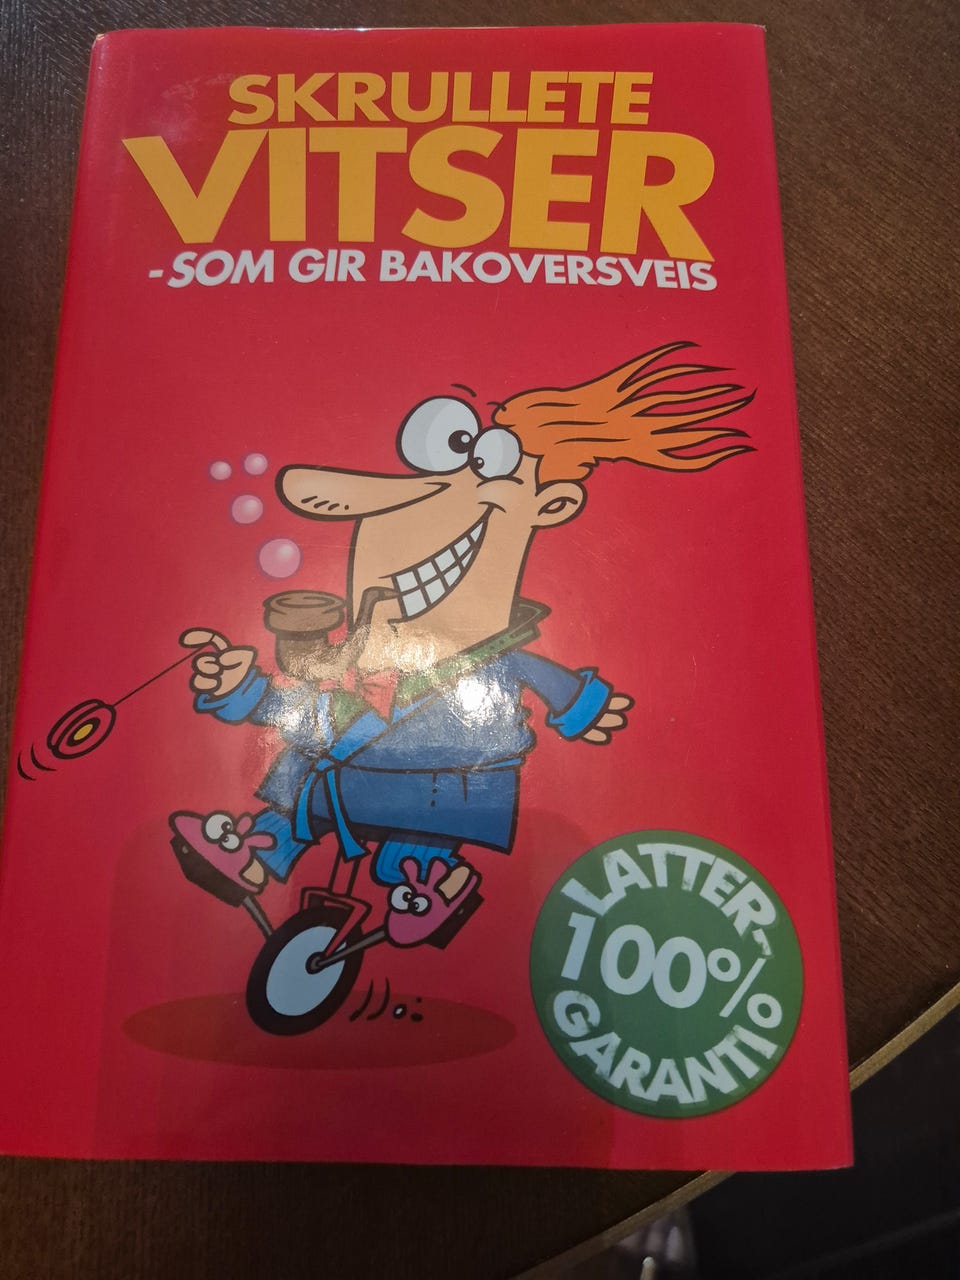 SKRULLETE
VITSER
- SOM GIR BAKOVERSVEIS
LATTER-
100%
GARANTI